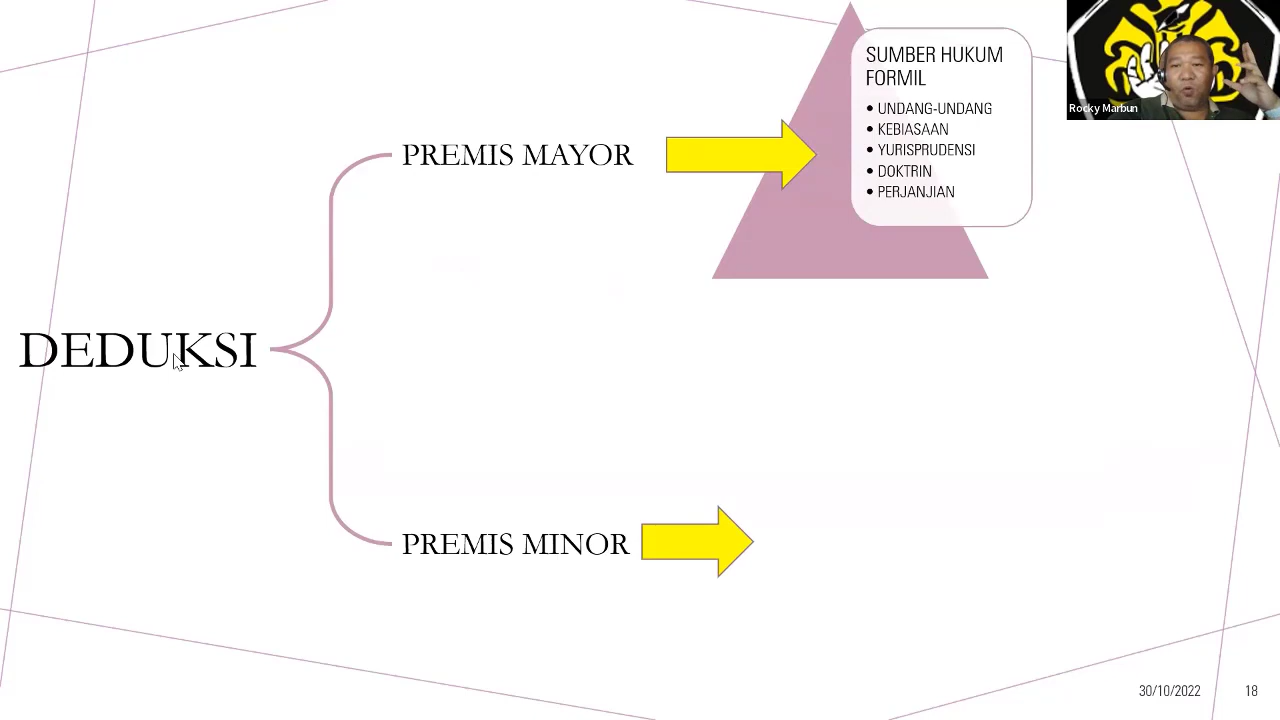 SUMBER HUKUM
FORMIL
• UNDANG-UNDANG
• KEBIASAAN
• YURISPRUDENSI
• DOKTRIN
• PERJANJIAN
Rocky Marbun
PREMIS MAYOR
DEDUKSI
PREMIS MINOR
30/10/2022
18